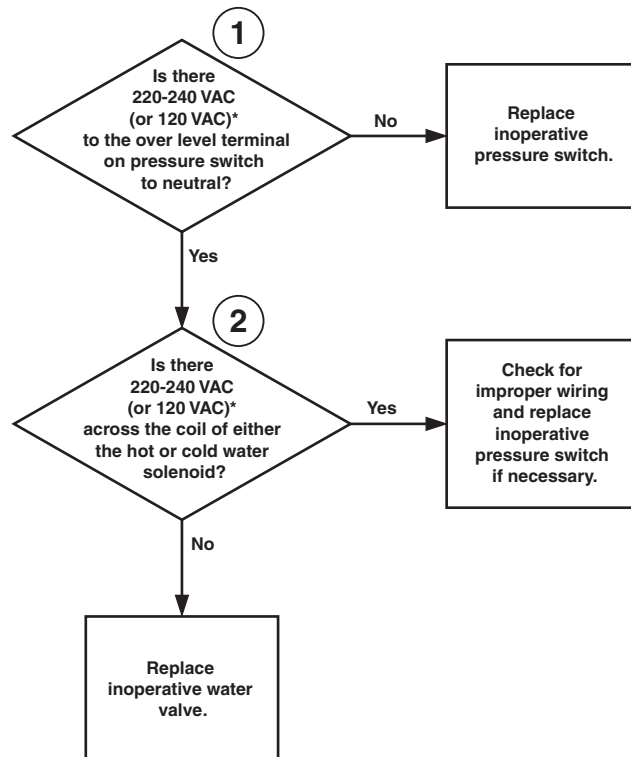 1
Is there
220-240 VAC
(or 120 VAC)*
to the over level terminal
on pressure switch
to neutral?
No
Replace
inoperative
pressure switch.
Yes
2
Is there
220-240 VAC
(or 120 VAC)*
across the coil of either
the hot or cold water
solenoid?
Yes
Check for
improper wiring
and replace
inoperative
pressure switch
if necessary.
No
Replace
inoperative water
valve.